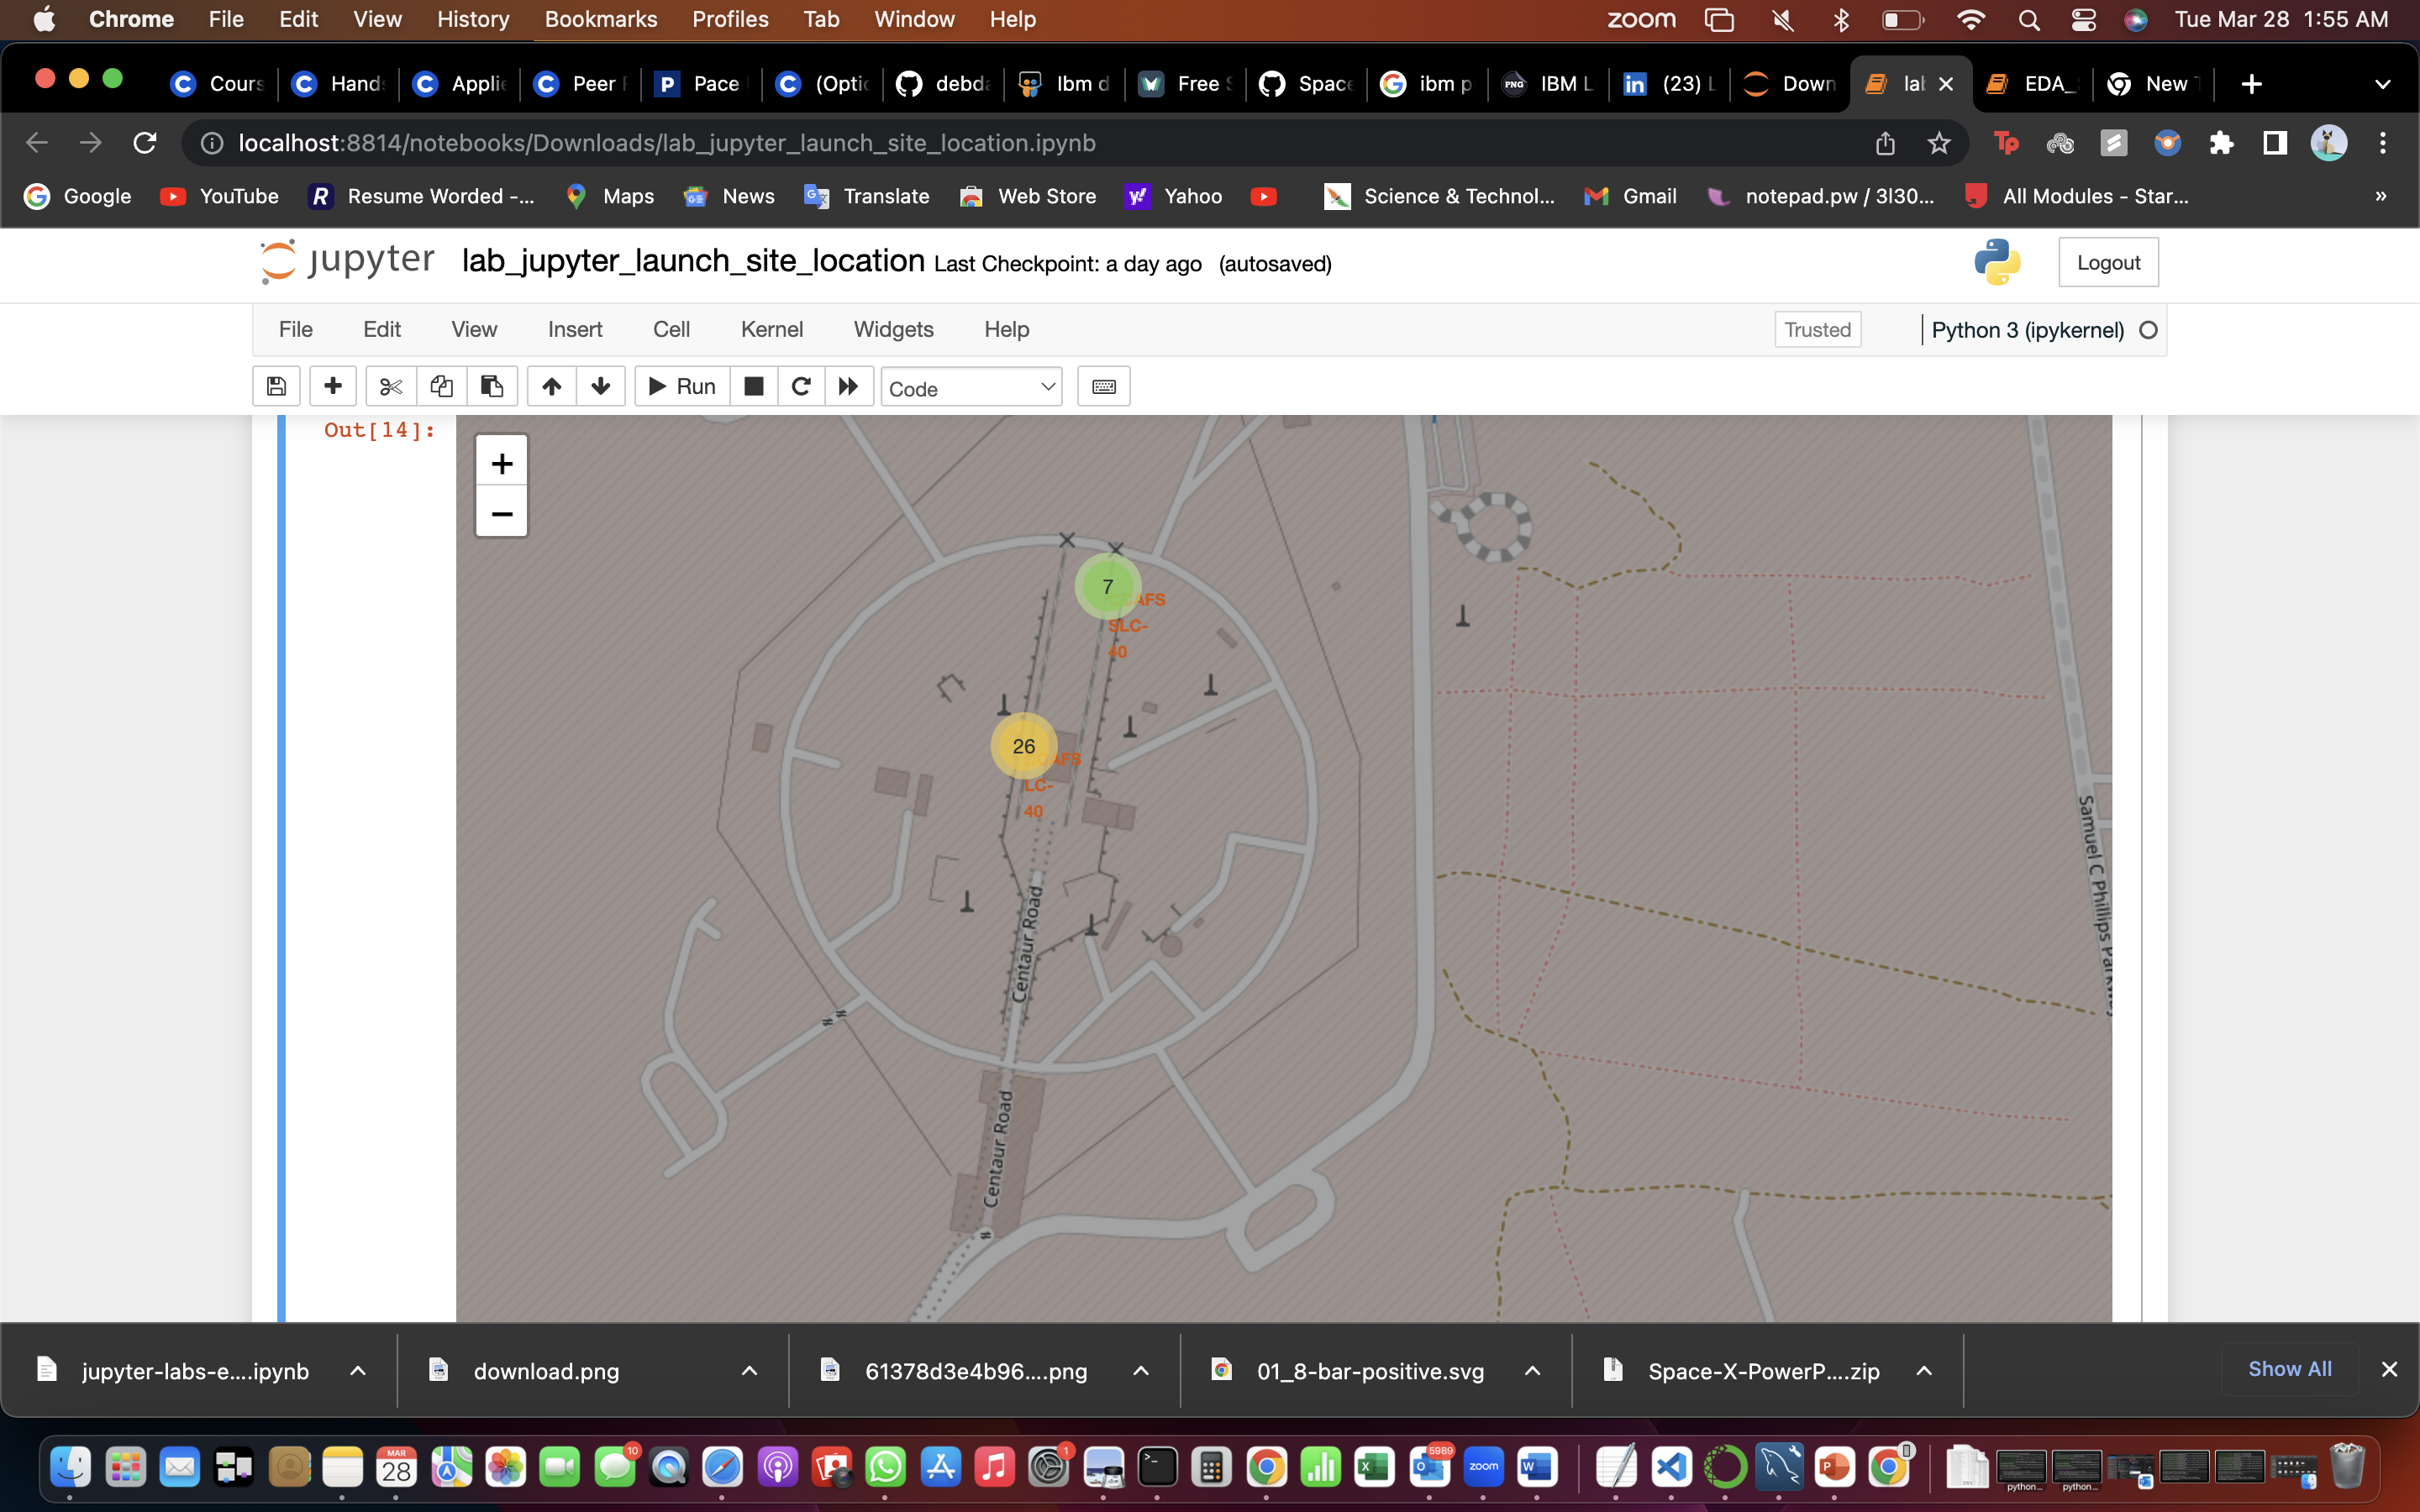 Chrome File Edit View History Bookmarks Profiles Tab Window Help zoom Tue Mar 28 1:55 AM
Cours Hand Applie Peer Pace (Optic debda Ibm d Free Space ibm p PNG IBM L (23) L Down lab EDA_ New
localhost:8814/notebooks/Downloads/lab_jupyter_launch_site_location.ipynb
Google YouTube Resume Worded -... Maps News Translate Web Store Yahoo Science & Technol... Gmail notepad.pw / 3l30... All Modules - Star... »
jupyter lab_jupyter_launch_site_location Last Checkpoint: a day ago (autosaved) Logout
File Edit View Insert Cell Kernel Widgets Help Trusted Python 3 (ipykernel)
Run Code
Out[14]:
+
−
7
CCAFS
SLC-
40
26
CCAFS
LC-
40
Centaur Road
Centaur Road
Samuel C Phillips Parkway
jupyter-labs-e....ipynb download.png 61378d3e4b96....png 01_8-bar-positive.svg Space-X-PowerP....zip Show All
MAR
28
10
1
5989
zoom
python...
python...